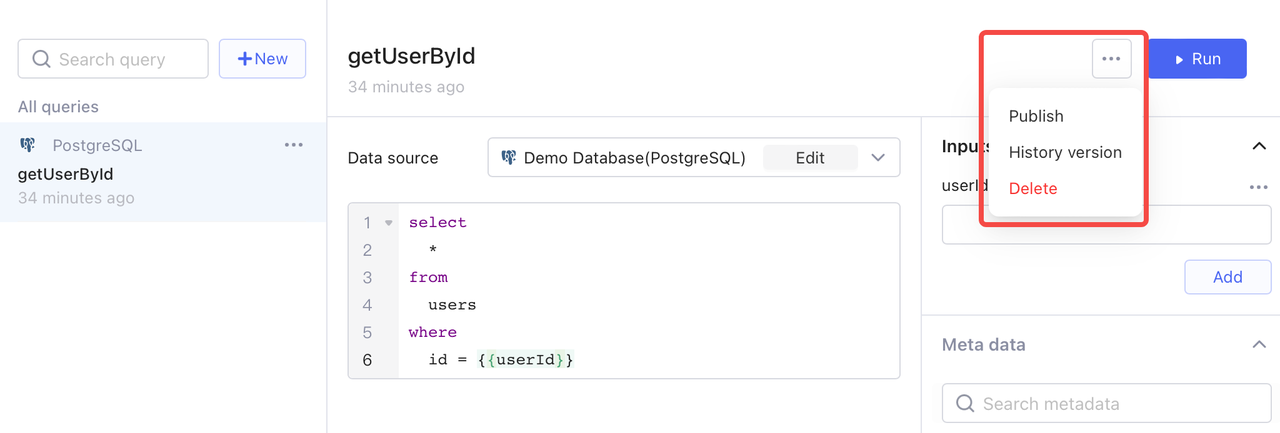 Search query
+New
All queries
PostgreSQL
getUserById
34 minutes ago
getUserById
34 minutes ago
Run
Publish
History version
Delete
Data source
Demo Database(PostgreSQL)
Edit
1 select
2 *
3 from
4 users
5 where
6 id = {{userId}}
Inputs
userId
Add
Meta data
Search metadata